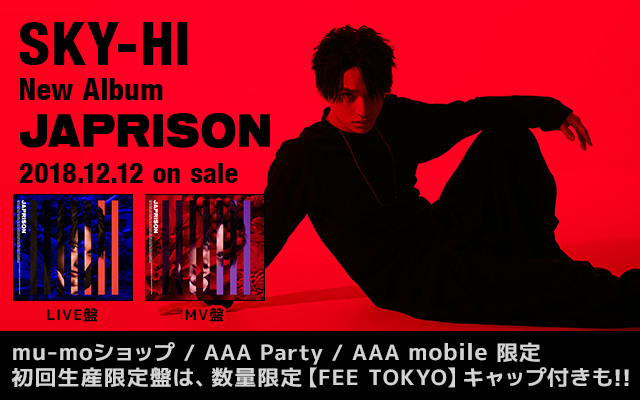 SKY-HI
New Album
JAPRISON
2018.12.12 on sale
JAPRISON
JAPRISON
LIVE盤
MV盤
mu-moショップ / AAA Party / AAA mobile 限定
初回生産限定盤は、数量限定【FEE TOKYO】キャップ付きも!!